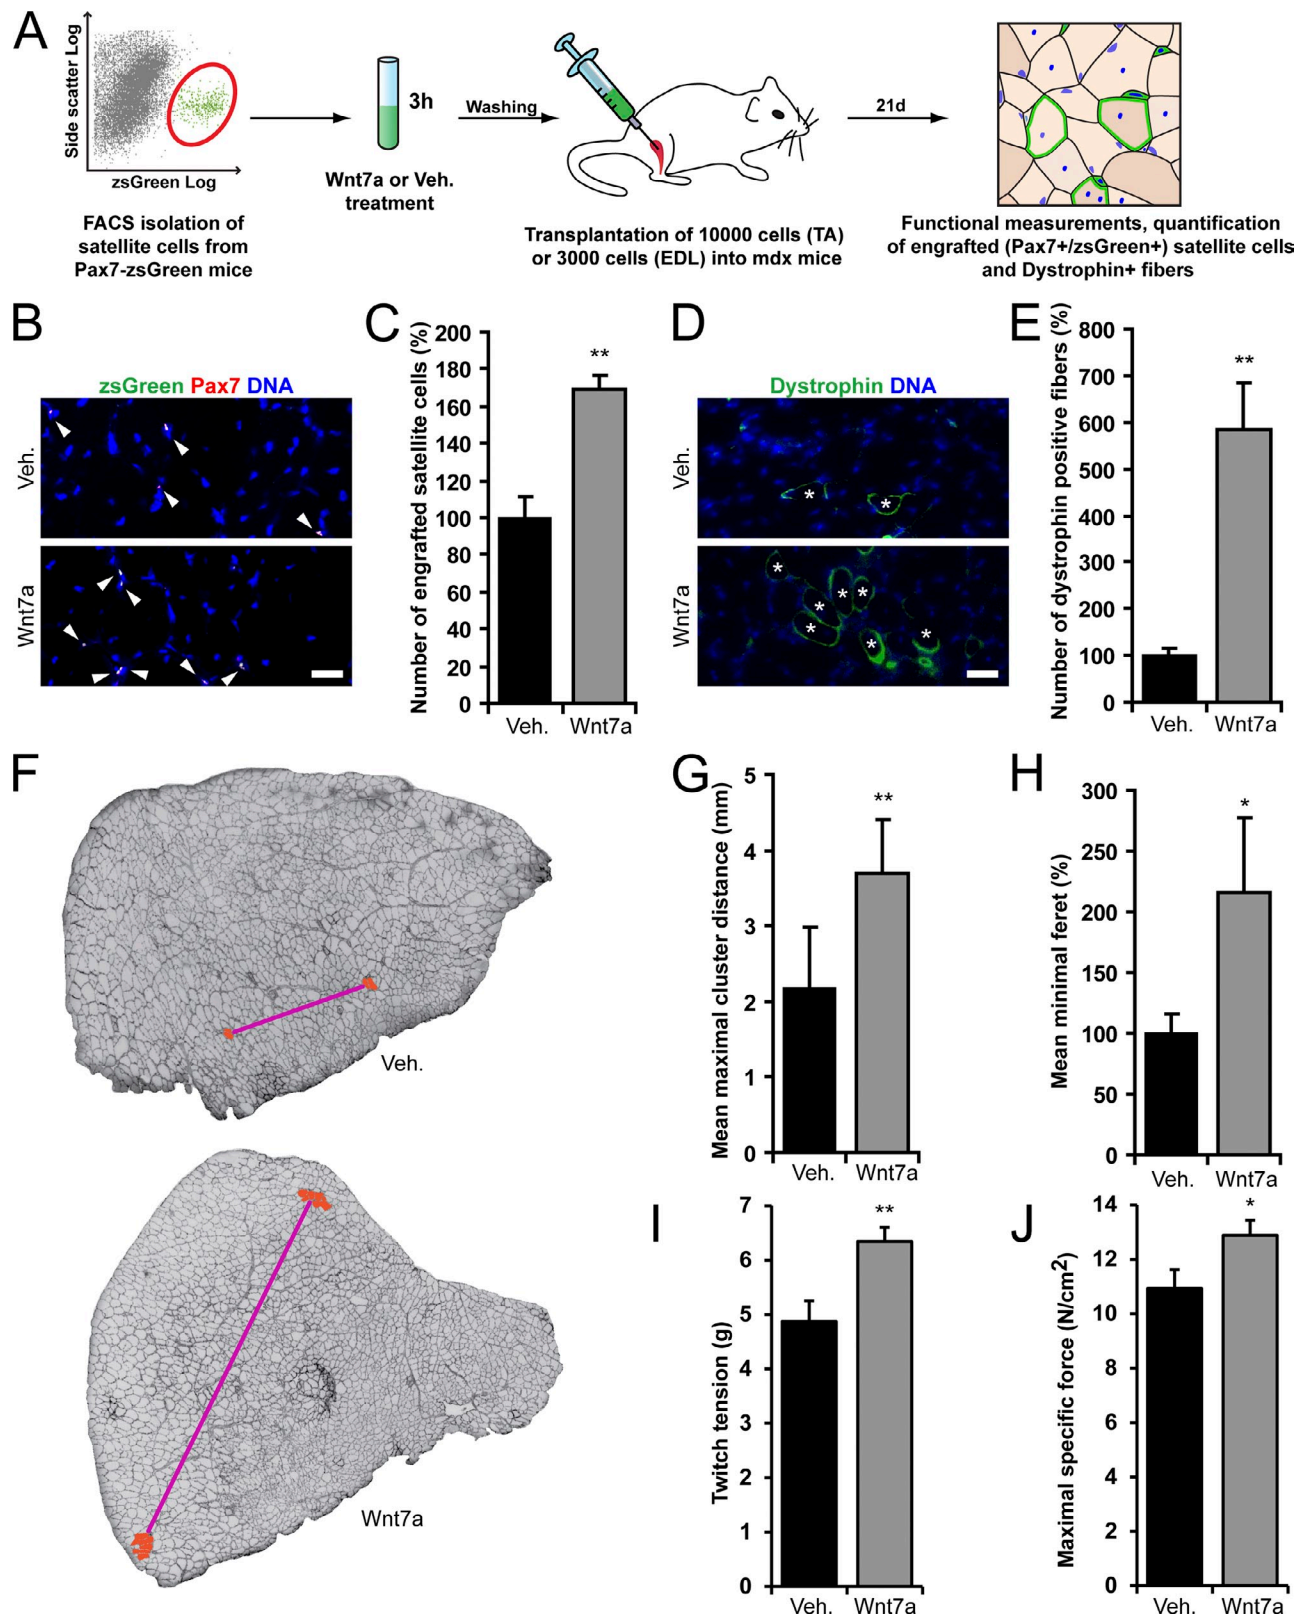 A
Side scatter Log
zsGreen Log
FACS isolation of
satellite cells from
Pax7-zsGreen mice
3h
Wnt7a or Veh.
treatment
Washing
Transplantation of 10000 cells (TA)
or 3000 cells (EDL) into mdx mice
21d
Functional measurements, quantification
of engrafted (Pax7+/zsGreen+) satellite cells
and Dystrophin+ fibers
B
zsGreen Pax7 DNA
Veh.
Wnt7a
C
Number of engrafted satellite cells (%)
200
180
160
140
120
100
80
60
40
20
0
**
Veh.
Wnt7a
D
Dystrophin DNA
Veh.
* *
Wnt7a
* * * * * * *
E
Number of dystrophin positive fibers (%)
800
700
600
500
400
300
200
100
0
**
Veh.
Wnt7a
F
Veh.
Wnt7a
G
Mean maximal cluster distance (mm)
5
4
3
2
1
0
**
Veh.
Wnt7a
H
Mean minimal feret (%)
300
250
200
150
100
50
0
*
Veh.
Wnt7a
I
Twitch tension (g)
7
6
5
4
3
2
1
0
**
Veh.
Wnt7a
J
Maximal specific force (N/cm²)
14
12
10
8
6
4
2
0
*
Veh.
Wnt7a